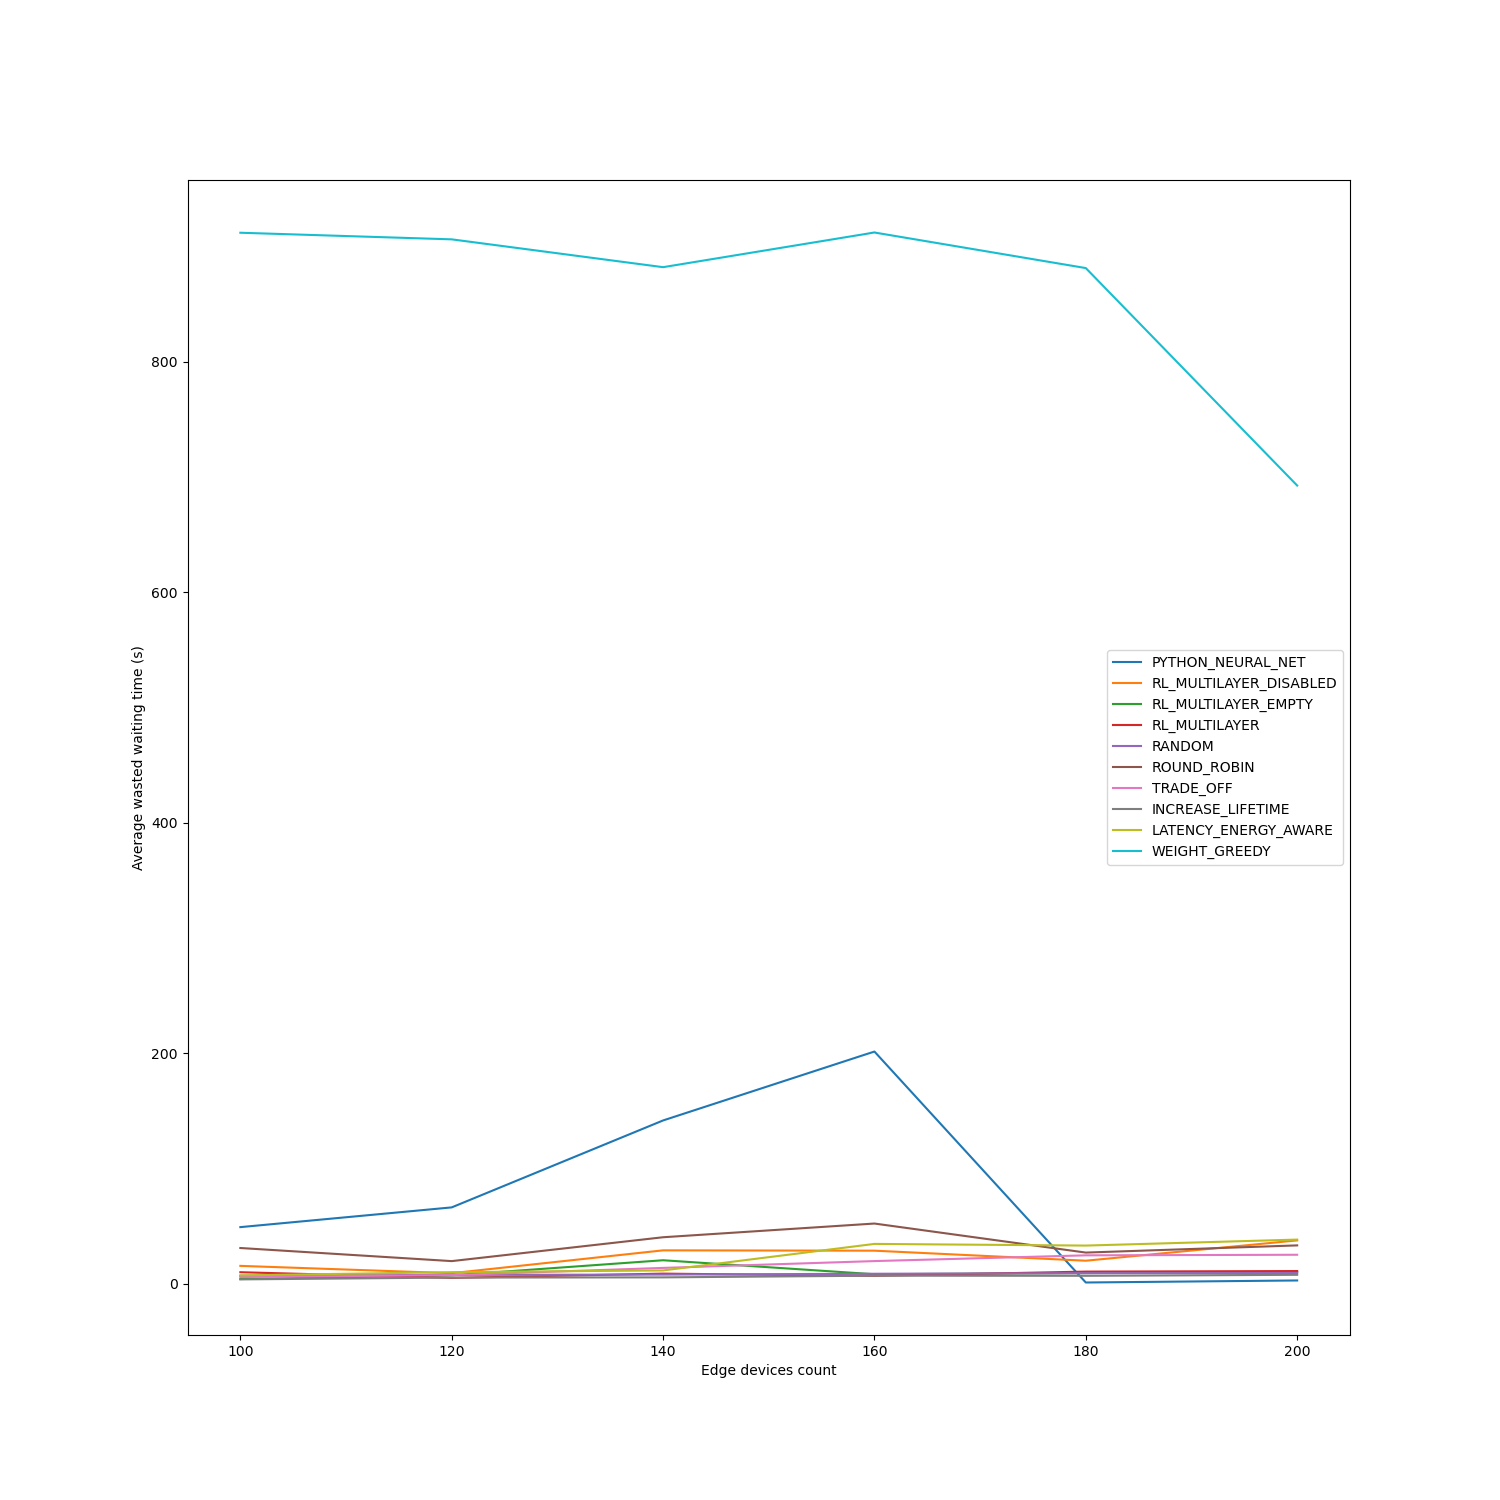 800
600
400
200
0
100 120 140 160 180 200
Edge devices count
Average wasted waiting time (s)
PYTHON_NEURAL_NET
RL_MULTILAYER_DISABLED
RL_MULTILAYER_EMPTY
RL_MULTILAYER
RANDOM
ROUND_ROBIN
TRADE_OFF
INCREASE_LIFETIME
LATENCY_ENERGY_AWARE
WEIGHT_GREEDY